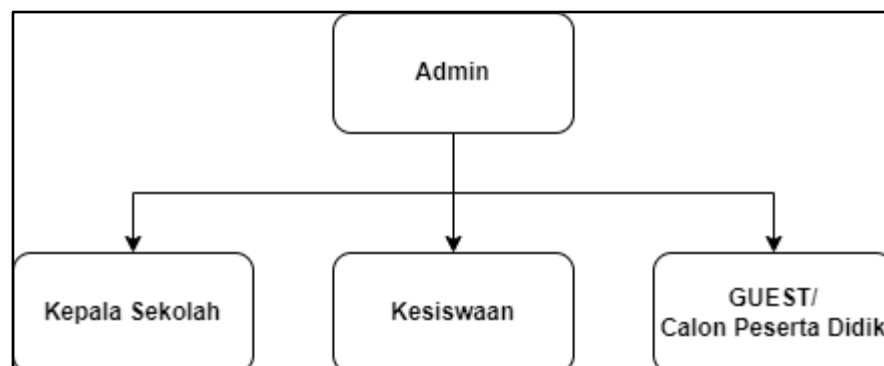 Admin
Kepala Sekolah
Kesiswaan
GUEST/
Calon Peserta Didik